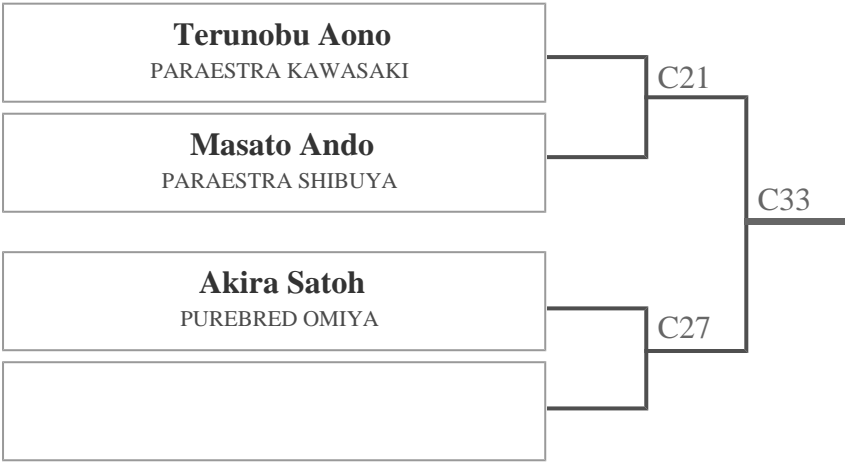 Terunobu Aono
PARAESTRA KAWASAKI
C21
Masato Ando
PARAESTRA SHIBUYA
C33
Akira Satoh
PUREBRED OMIYA
C27